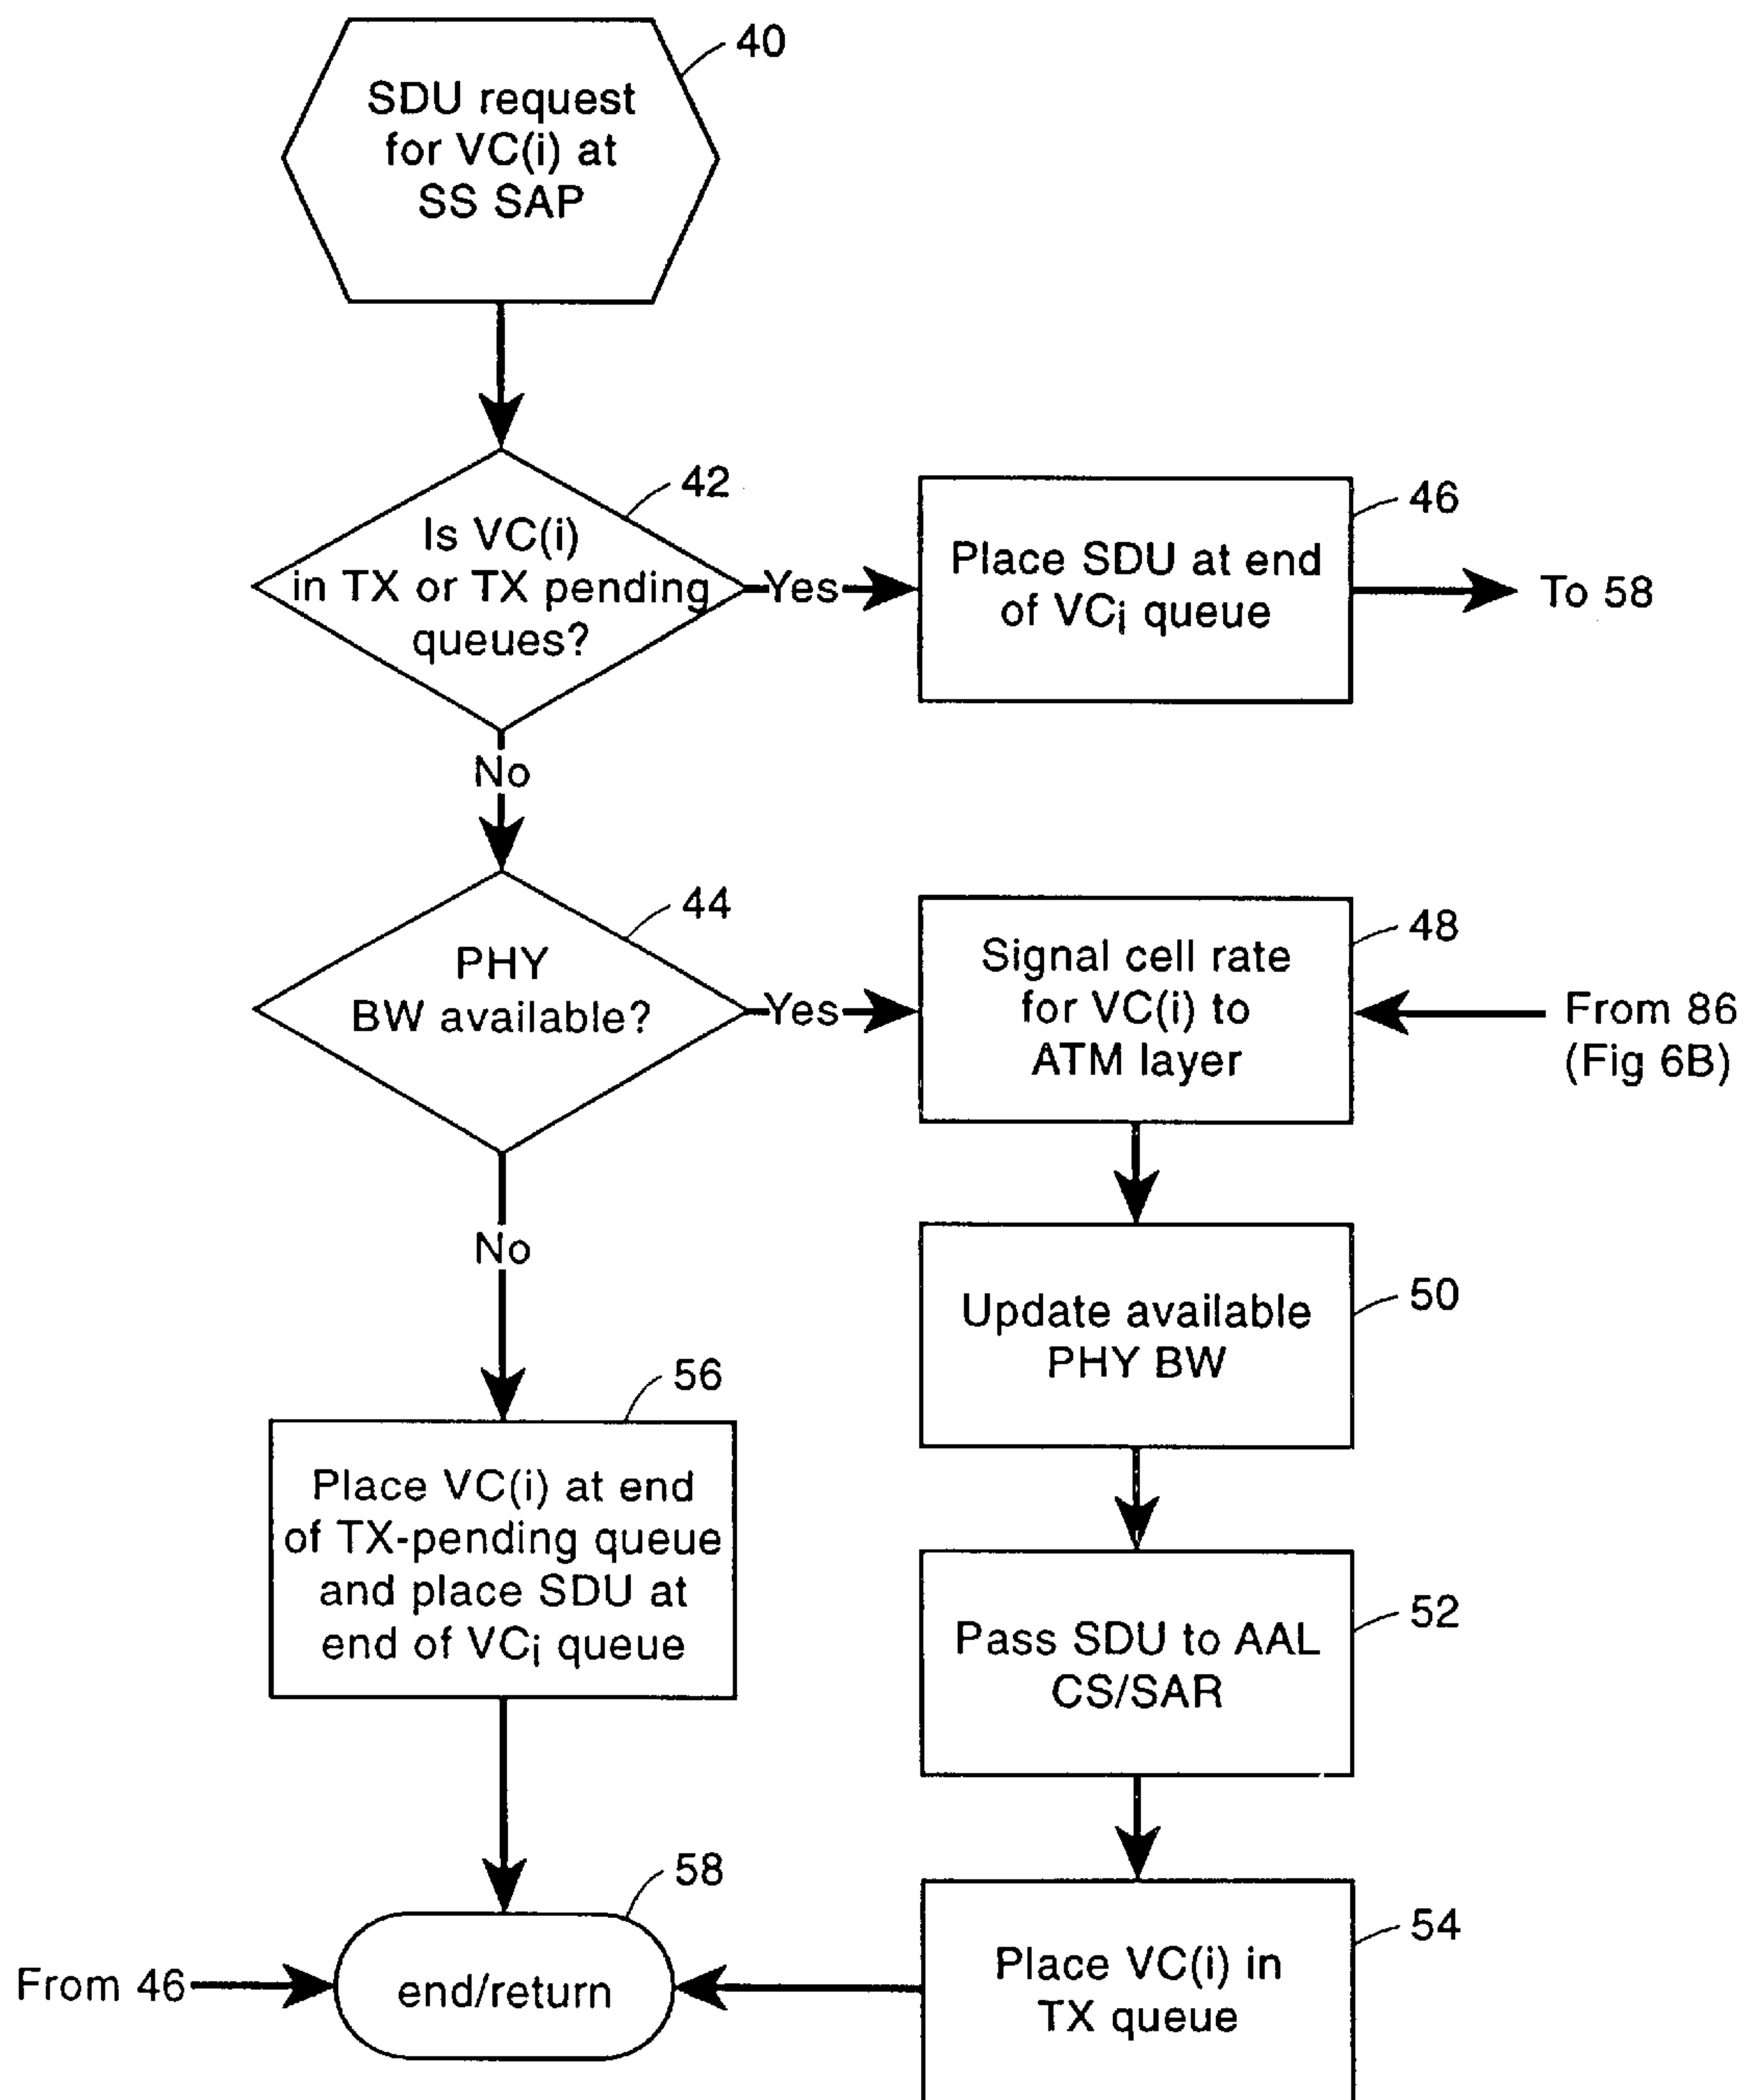 40
SDU request
for VC(i) at
SS SAP
42
Is VC(i)
in TX or TX pending
queues?
Yes
46
Place SDU at end
of VCi queue
To 58
No
44
PHY
BW available?
Yes
48
Signal cell rate
for VC(i) to
ATM layer
From 86
(Fig 6B)
No
50
Update available
PHY BW
56
Place VC(i) at end
of TX-pending queue
and place SDU at
end of VCi queue
52
Pass SDU to AAL
CS/SAR
58
From 46
end/return
54
Place VC(i) in
TX queue